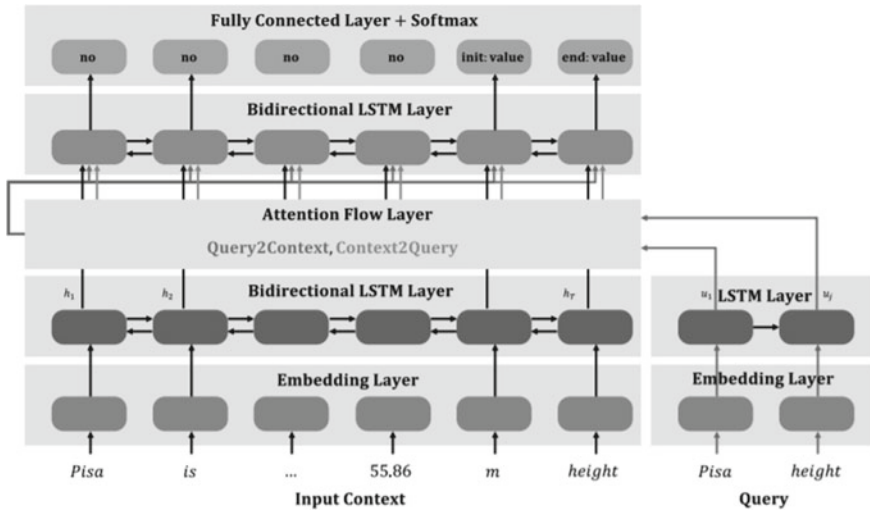 Fully Connected Layer + Softmax
no no no no init: value end: value
Bidirectional LSTM Layer
Attention Flow Layer
Query2Context, Context2Query
h₁ h₂ Bidirectional LSTM Layer h_T
u₁ LSTM Layer u_j
Embedding Layer Embedding Layer
Pisa is ... 55.86 m height Pisa height
Input Context Query